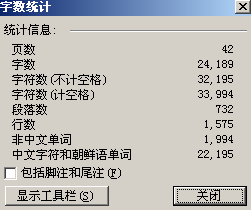 字数统计
统计信息:
页数 42
字数 24,189
字符数(不计空格) 32,195
字符数(计空格) 33,994
段落数 732
行数 1,575
非中文单词 1,994
中文字符和朝鲜语单词 22,195
包括脚注和尾注(F)
显示工具栏(S) 关闭